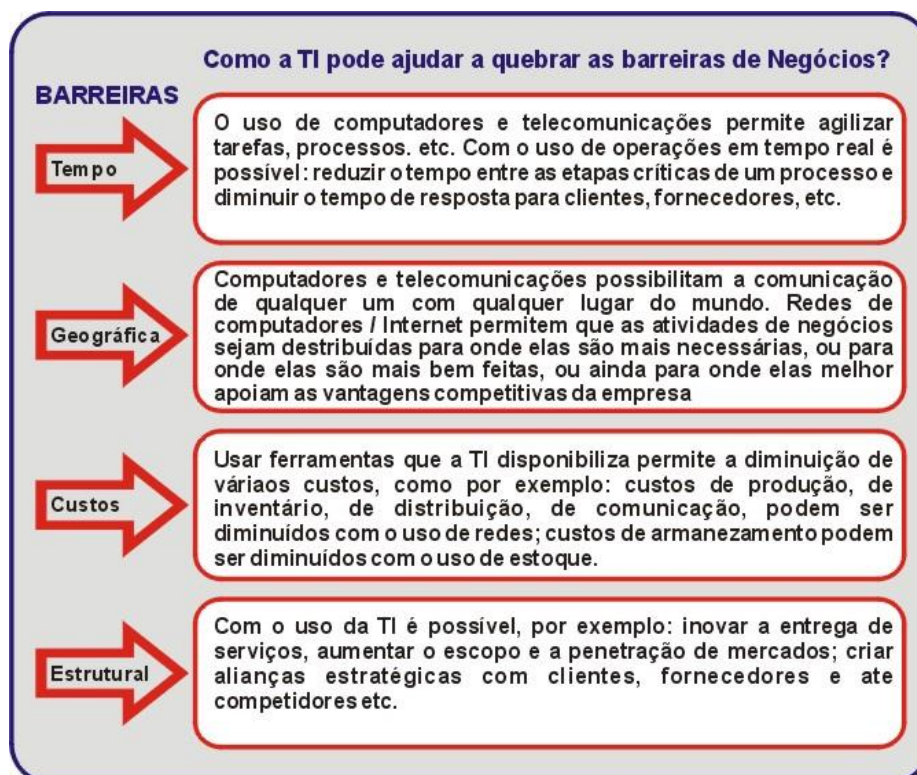 Como a TI pode ajudar a quebrar as barreiras de Negócios?
BARREIRAS
Tempo
O uso de computadores e telecomunicações permite agilizar
tarefas, processos. etc. Com o uso de operações em tempo real é
possível: reduzir o tempo entre as etapas críticas de um processo e
diminuir o tempo de resposta para clientes, fornecedores, etc.
Geográfica
Computadores e telecomunicações possibilitam a comunicação
de qualquer um com qualquer lugar do mundo. Redes de
computadores / Internet permitem que as atividades de negócios
sejam destribuídas para onde elas são mais necessárias, ou para
onde elas são mais bem feitas, ou ainda para onde elas melhor
apoiam as vantagens competitivas da empresa
Custos
Usar ferramentas que a TI disponibiliza permite a diminuição de
váriaos custos, como por exemplo: custos de produção, de
inventário, de distribuição, de comunicação, podem ser
diminuídos com o uso de redes; custos de armanezamento podem
ser diminuídos com o uso de estoque.
Estrutural
Com o uso da TI é possível, por exemplo: inovar a entrega de
serviços, aumentar o escopo e a penetração de mercados; criar
alianças estratégicas com clientes, fornecedores e ate
competidores etc.